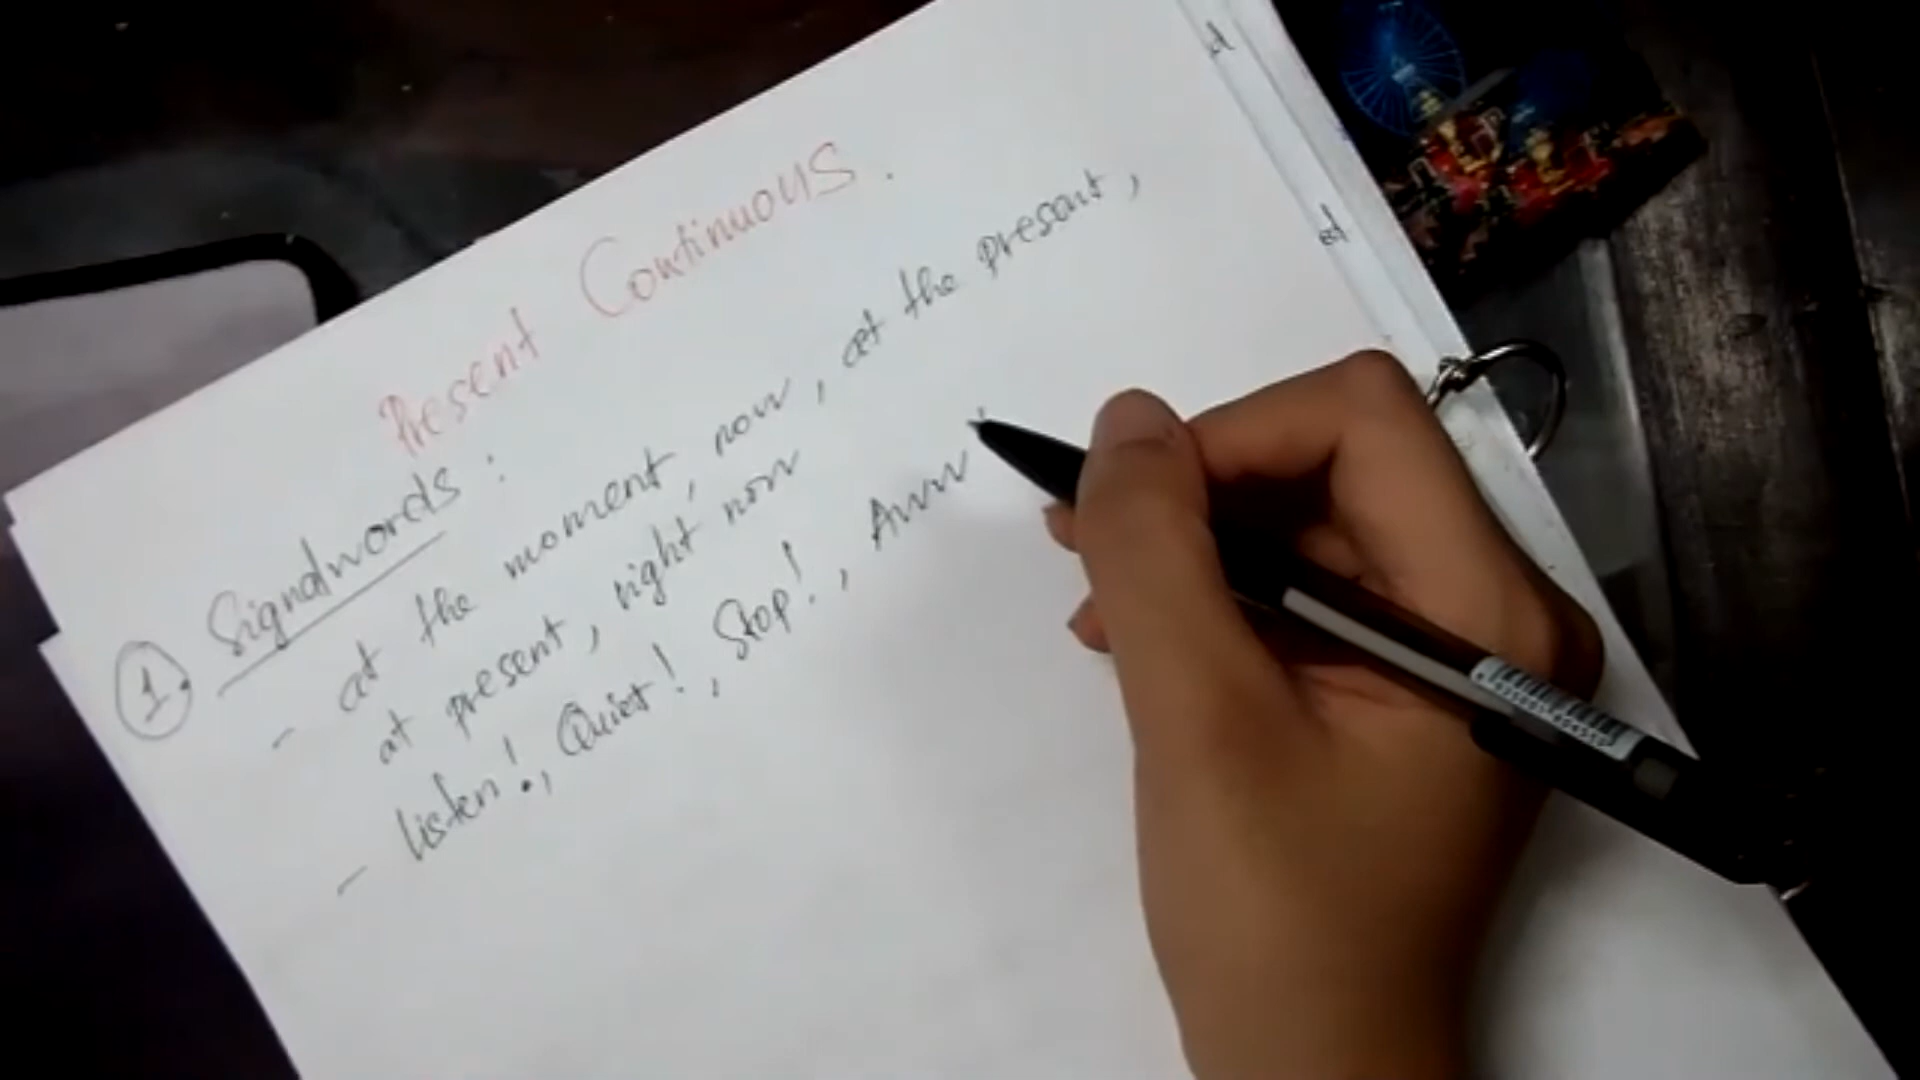 Present Continuous.
1. Signalwords:
- at the moment, now, at the present,
at present, right now
- listen!, Quiet!, Stop!, Aww!